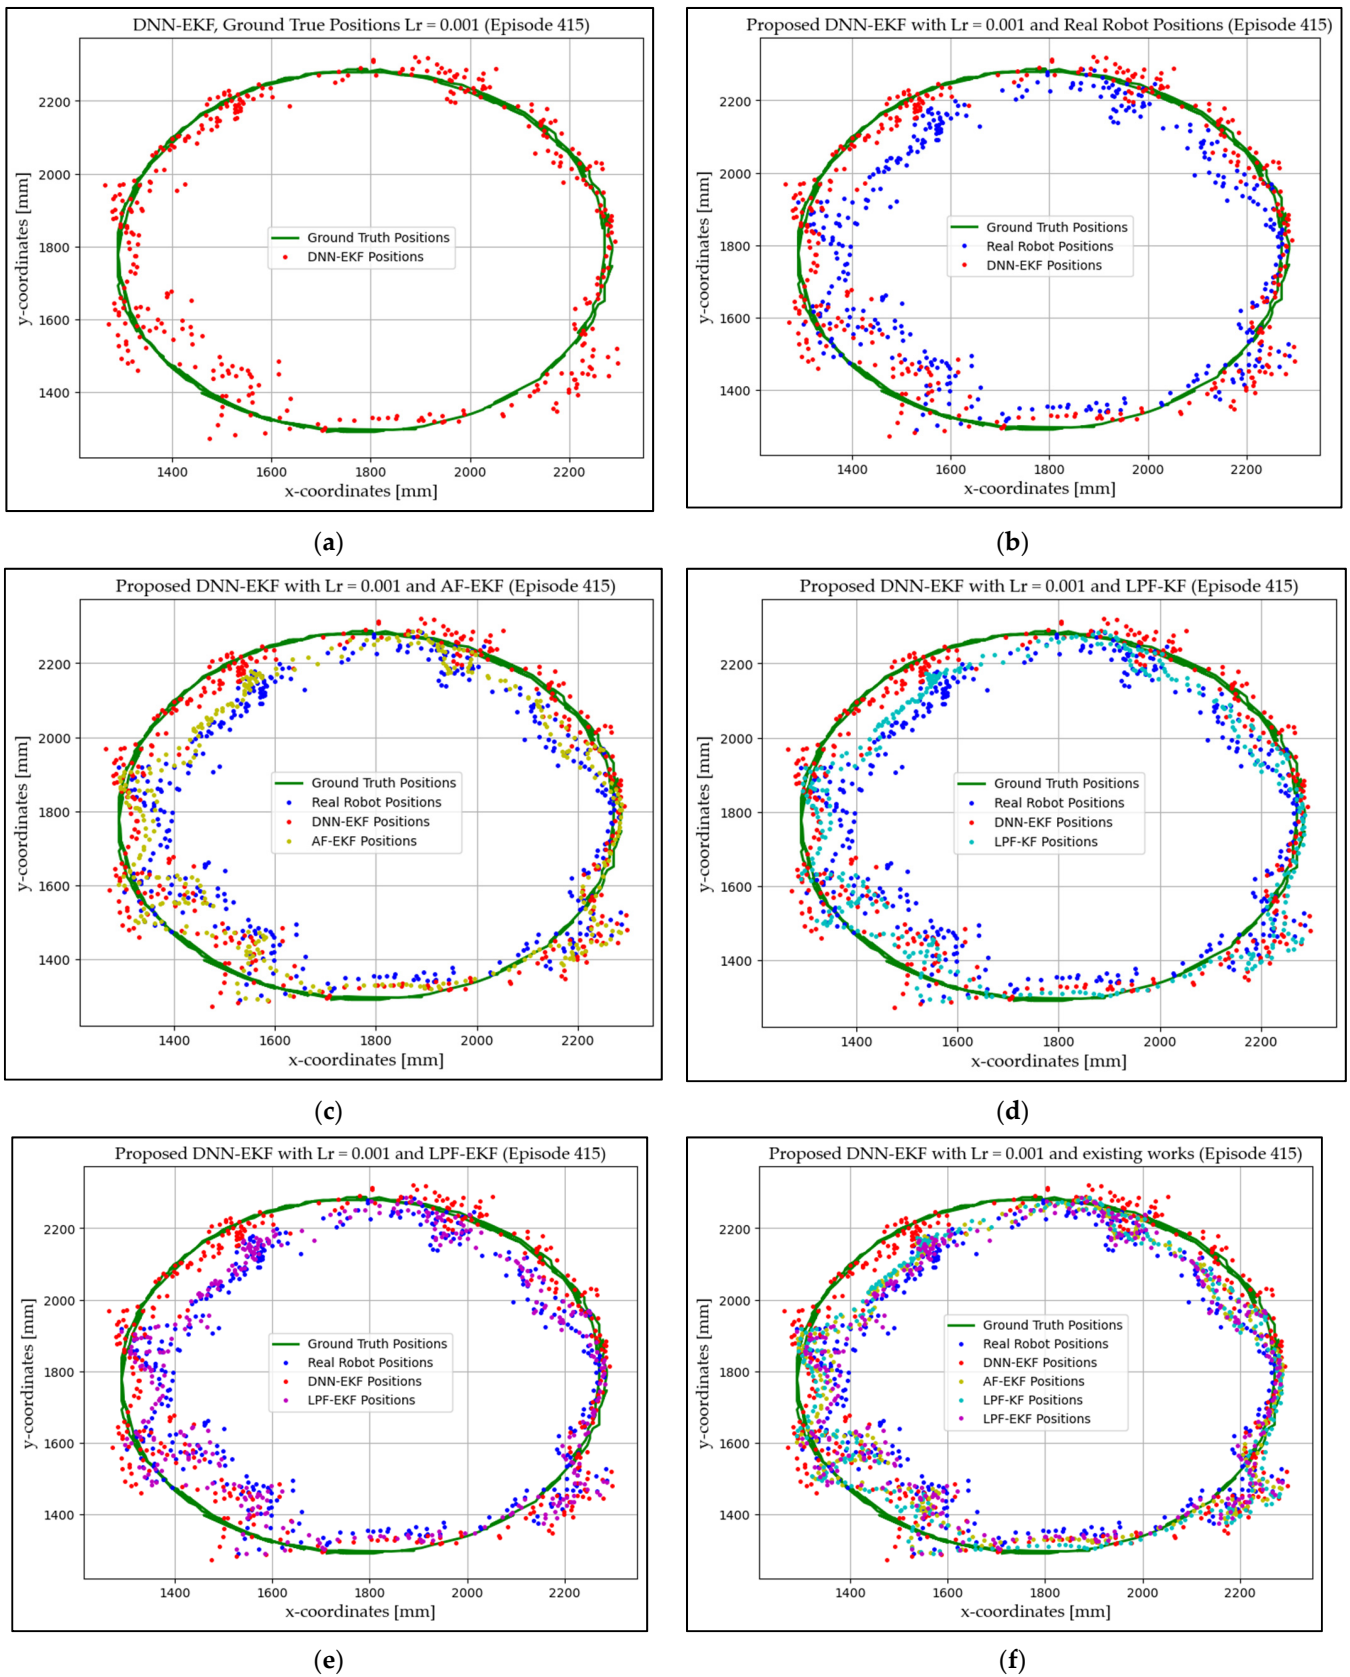 DNN-EKF, Ground True Positions Lr = 0.001 (Episode 415)
y-coordinates [mm]
2200
2000
1800
1600
1400
Ground Truth Positions
DNN-EKF Positions
1400 1600 1800 2000 2200
x-coordinates [mm]
(a)
Proposed DNN-EKF with Lr = 0.001 and Real Robot Positions (Episode 415)
y-coordinates [mm]
2200
2000
1800
1600
1400
Ground Truth Positions
Real Robot Positions
DNN-EKF Positions
1400 1600 1800 2000 2200
x-coordinates [mm]
(b)
Proposed DNN-EKF with Lr = 0.001 and AF-EKF (Episode 415)
y-coordinates [mm]
2200
2000
1800
1600
1400
Ground Truth Positions
Real Robot Positions
DNN-EKF Positions
AF-EKF Positions
1400 1600 1800 2000 2200
x-coordinates [mm]
(c)
Proposed DNN-EKF with Lr = 0.001 and LPF-KF (Episode 415)
y-coordinates [mm]
2200
2000
1800
1600
1400
Ground Truth Positions
Real Robot Positions
DNN-EKF Positions
LPF-KF Positions
1400 1600 1800 2000 2200
x-coordinates [mm]
(d)
Proposed DNN-EKF with Lr = 0.001 and LPF-EKF (Episode 415)
y-coordinates [mm]
2200
2000
1800
1600
1400
Ground Truth Positions
Real Robot Positions
DNN-EKF Positions
LPF-EKF Positions
1400 1600 1800 2000 2200
x-coordinates [mm]
(e)
Proposed DNN-EKF with Lr = 0.001 and existing works (Episode 415)
y-coordinates [mm]
2200
2000
1800
1600
1400
Ground Truth Positions
Real Robot Positions
DNN-EKF Positions
AF-EKF Positions
LPF-KF Positions
LPF-EKF Positions
1400 1600 1800 2000 2200
x-coordinates [mm]
(f)